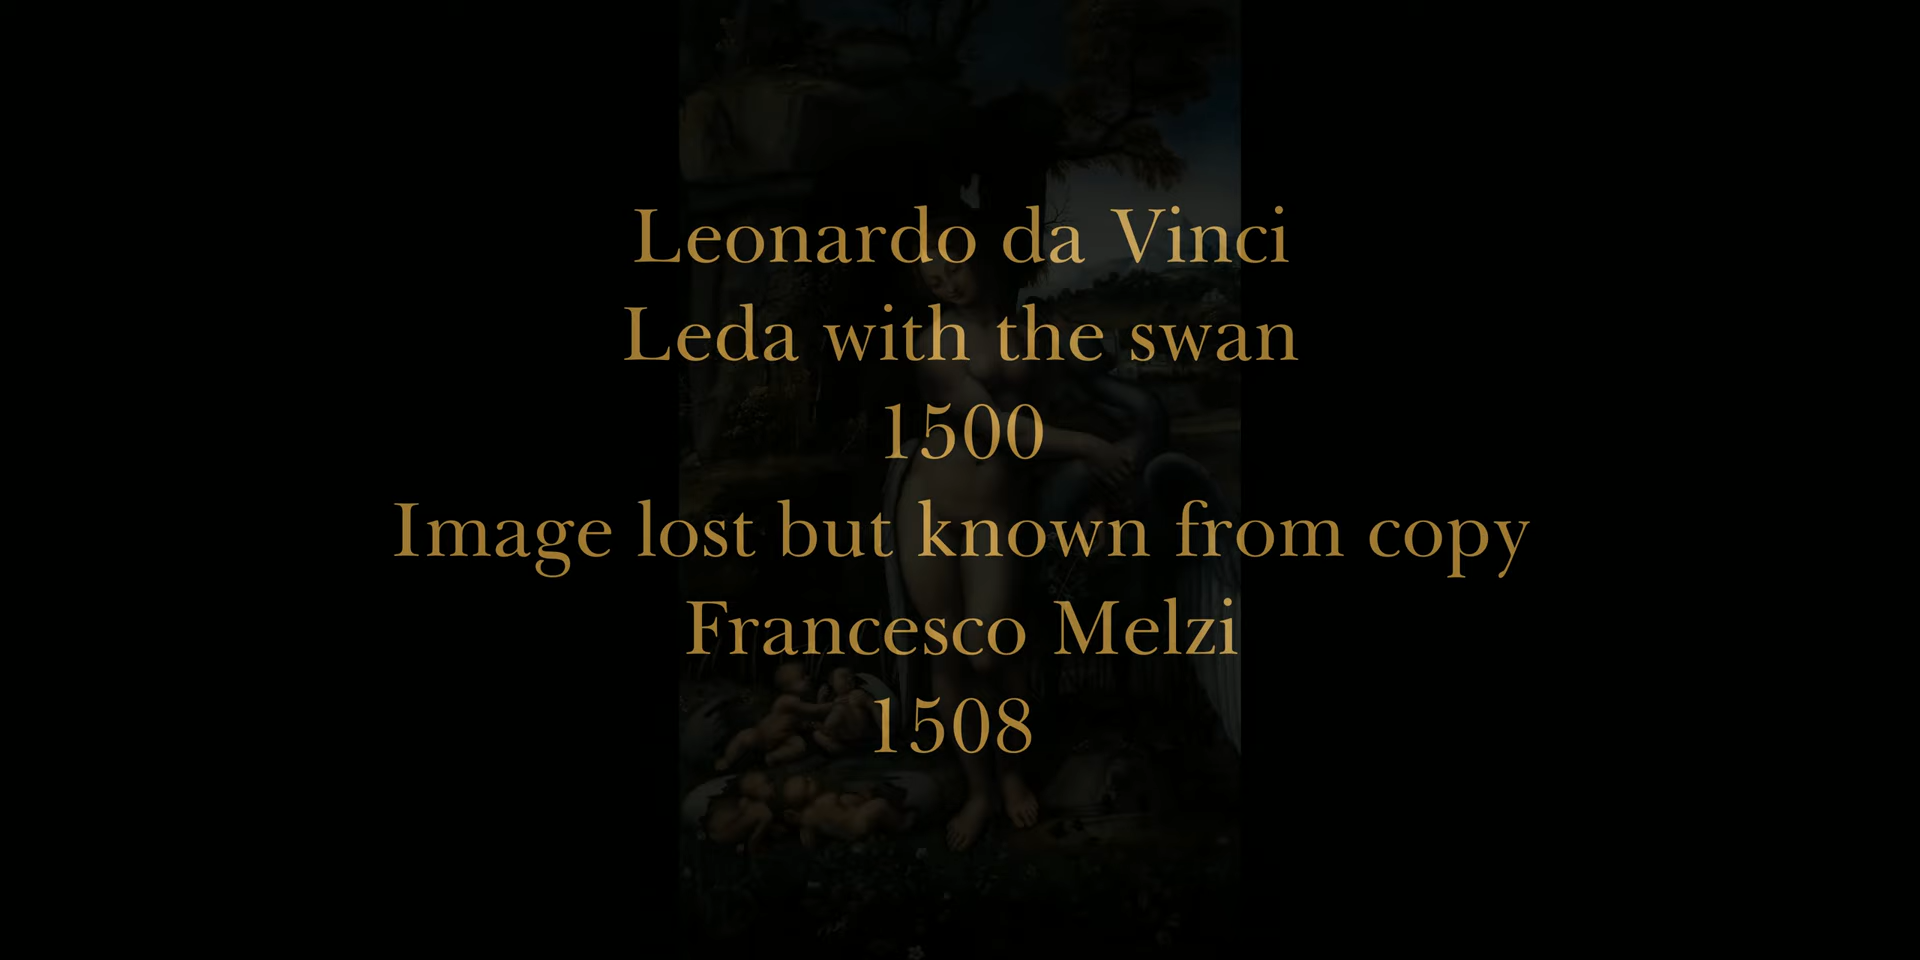 Leonardo da Vinci
Leda with the swan
1500
Image lost but known from copy
Francesco Melzi
1508